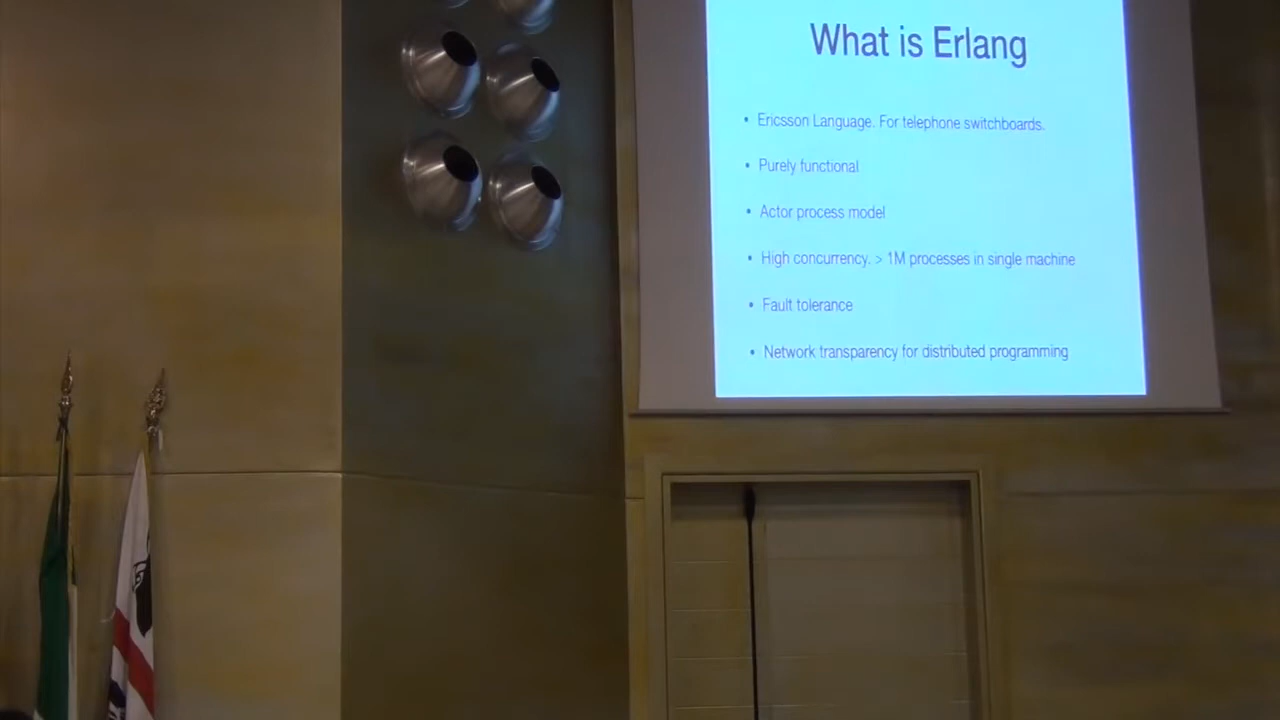 What is Erlang
• Ericsson Language. For telephone switchboards.
• Purely functional
• Actor process model
• High concurrency. > 1M processes in single machine
• Fault tolerance
• Network transparency for distributed programming